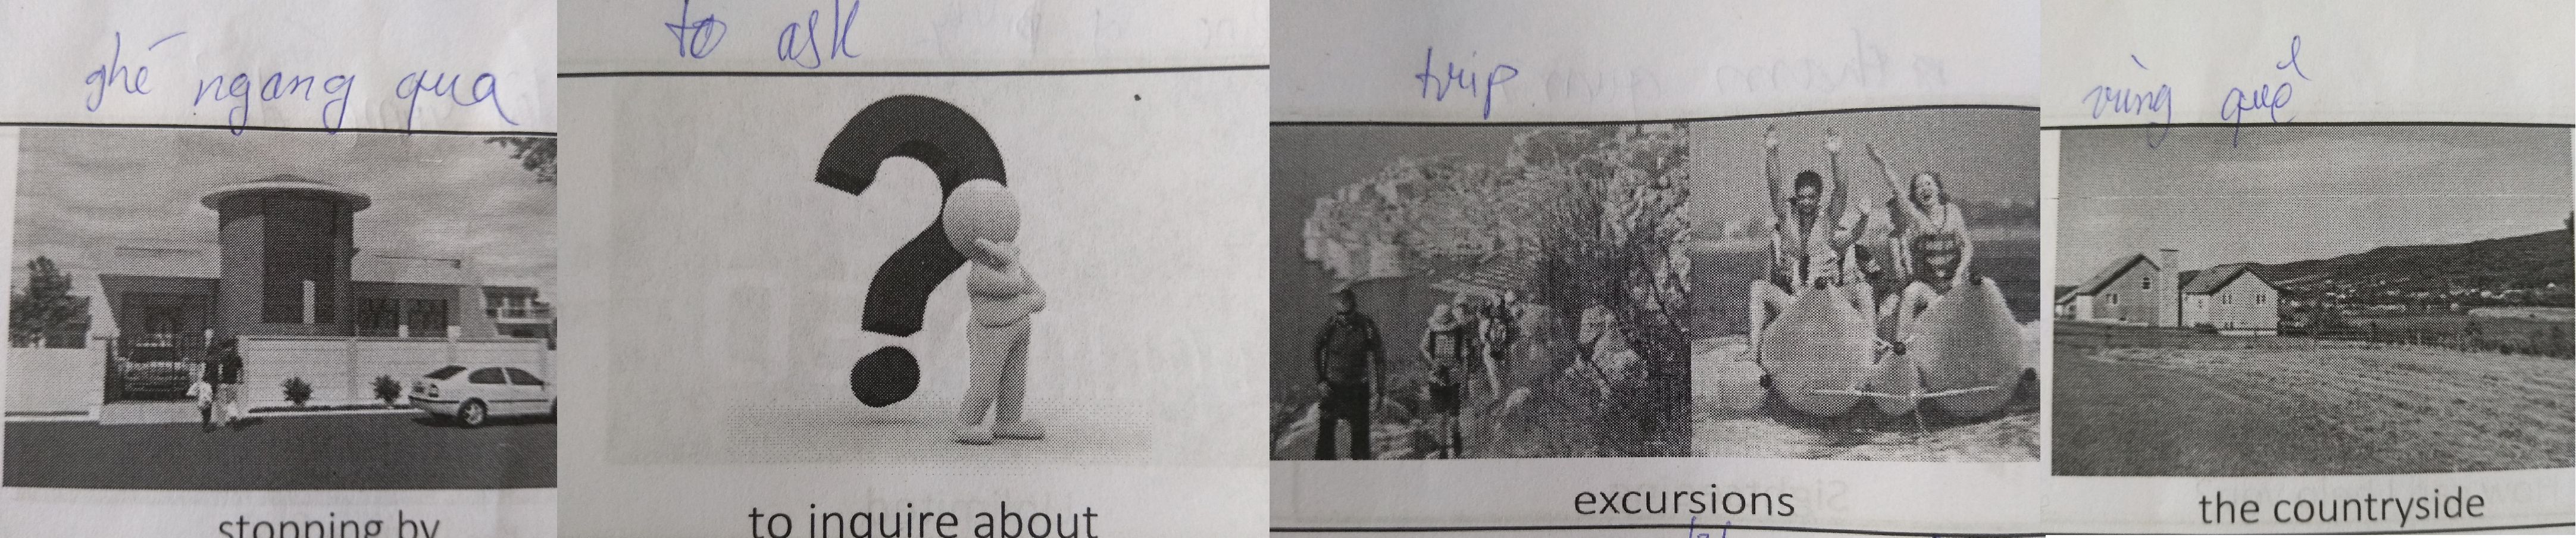 ghé ngang qua
stopping by
to ask
to inquire about
trip
excursions
vùng quê
the countryside